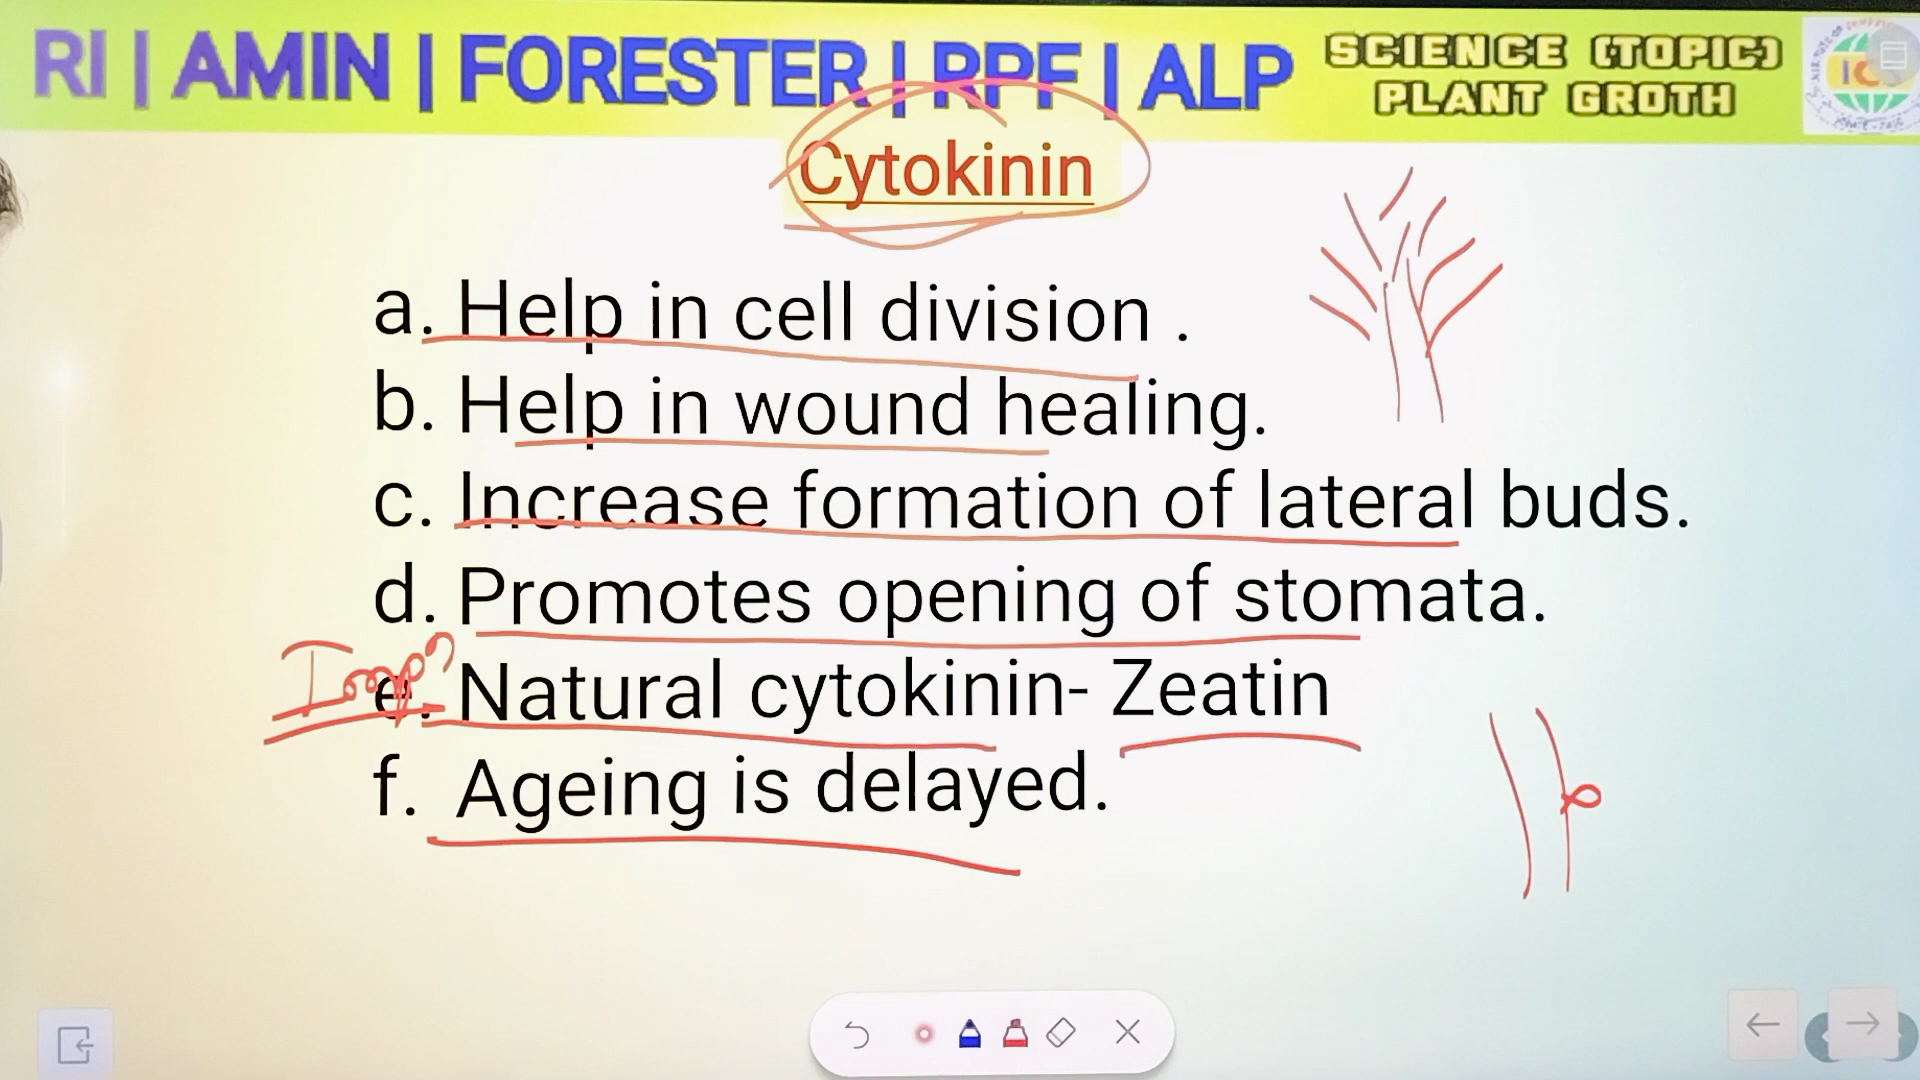 RI | AMIN | FORESTER | RPF | ALP
SCIENCE (TOPIC)
PLANT GROTH
Cytokinin
a. Help in cell division .
b. Help in wound healing.
c. Increase formation of lateral buds.
d. Promotes opening of stomata.
Imp
e. Natural cytokinin- Zeatin
f. Ageing is delayed.